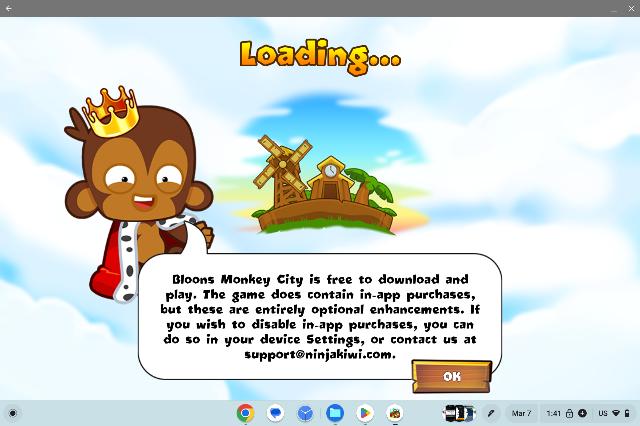 Loading...
Bloons Monkey City is free to download and
play. The game does contain in-app purchases,
but these are entirely optional enhancements. If
you wish to disable in-app purchases, you can
do so in your device Settings, or contact us at
support@ninjakiwi.com.
OK
Mar 7
1:41
US